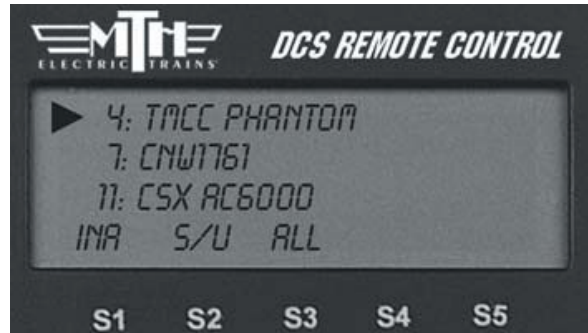 MTH
ELECTRIC TRAINS
DCS REMOTE CONTROL
4: TMCC PHANTOM
7: CNW1761
11: CSX AC6000
INA S/U ALL
S1 S2 S3 S4 S5